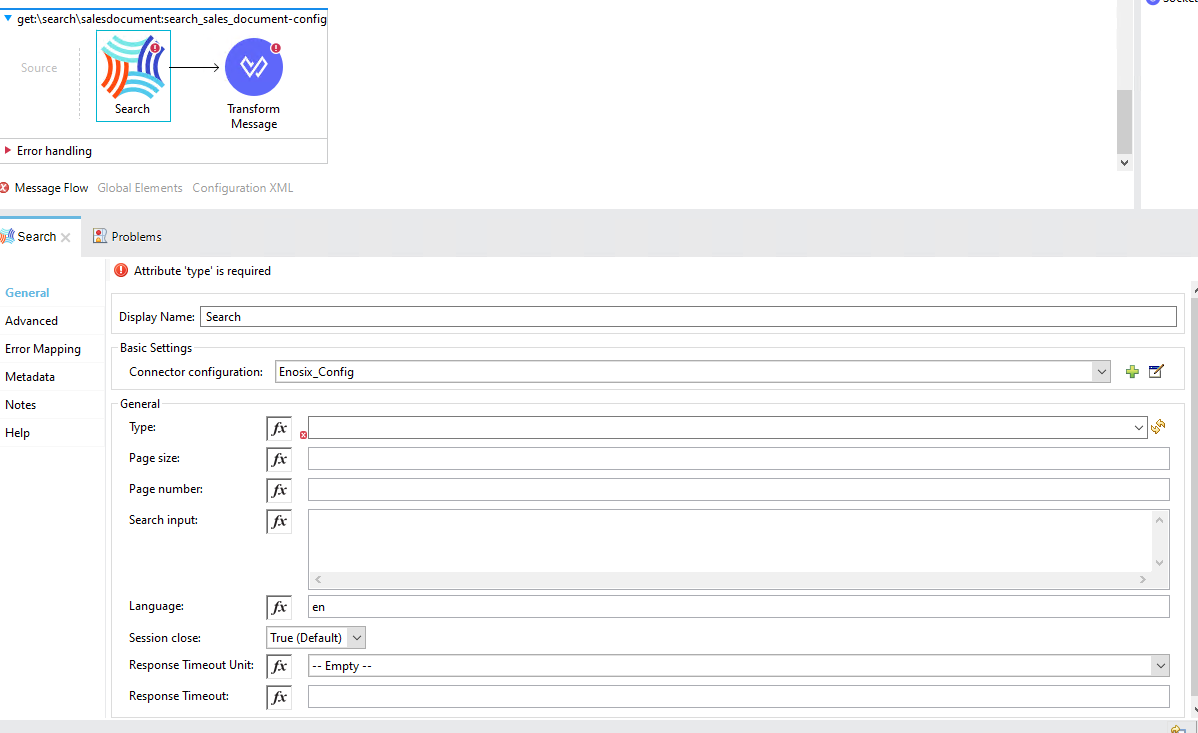 get:\search\salesdocument:search_sales_document-config
Source
Search
Transform
Message
Error handling
Message Flow Global Elements Configuration XML
Search Problems
Attribute 'type' is required
General
Advanced
Error Mapping
Metadata
Notes
Help
Display Name: Search
Basic Settings
Connector configuration: Enosix_Config
General
Type: fx
Page size: fx
Page number: fx
Search input: fx
Language: fx en
Session close: True (Default)
Response Timeout Unit: fx -- Empty --
Response Timeout: fx